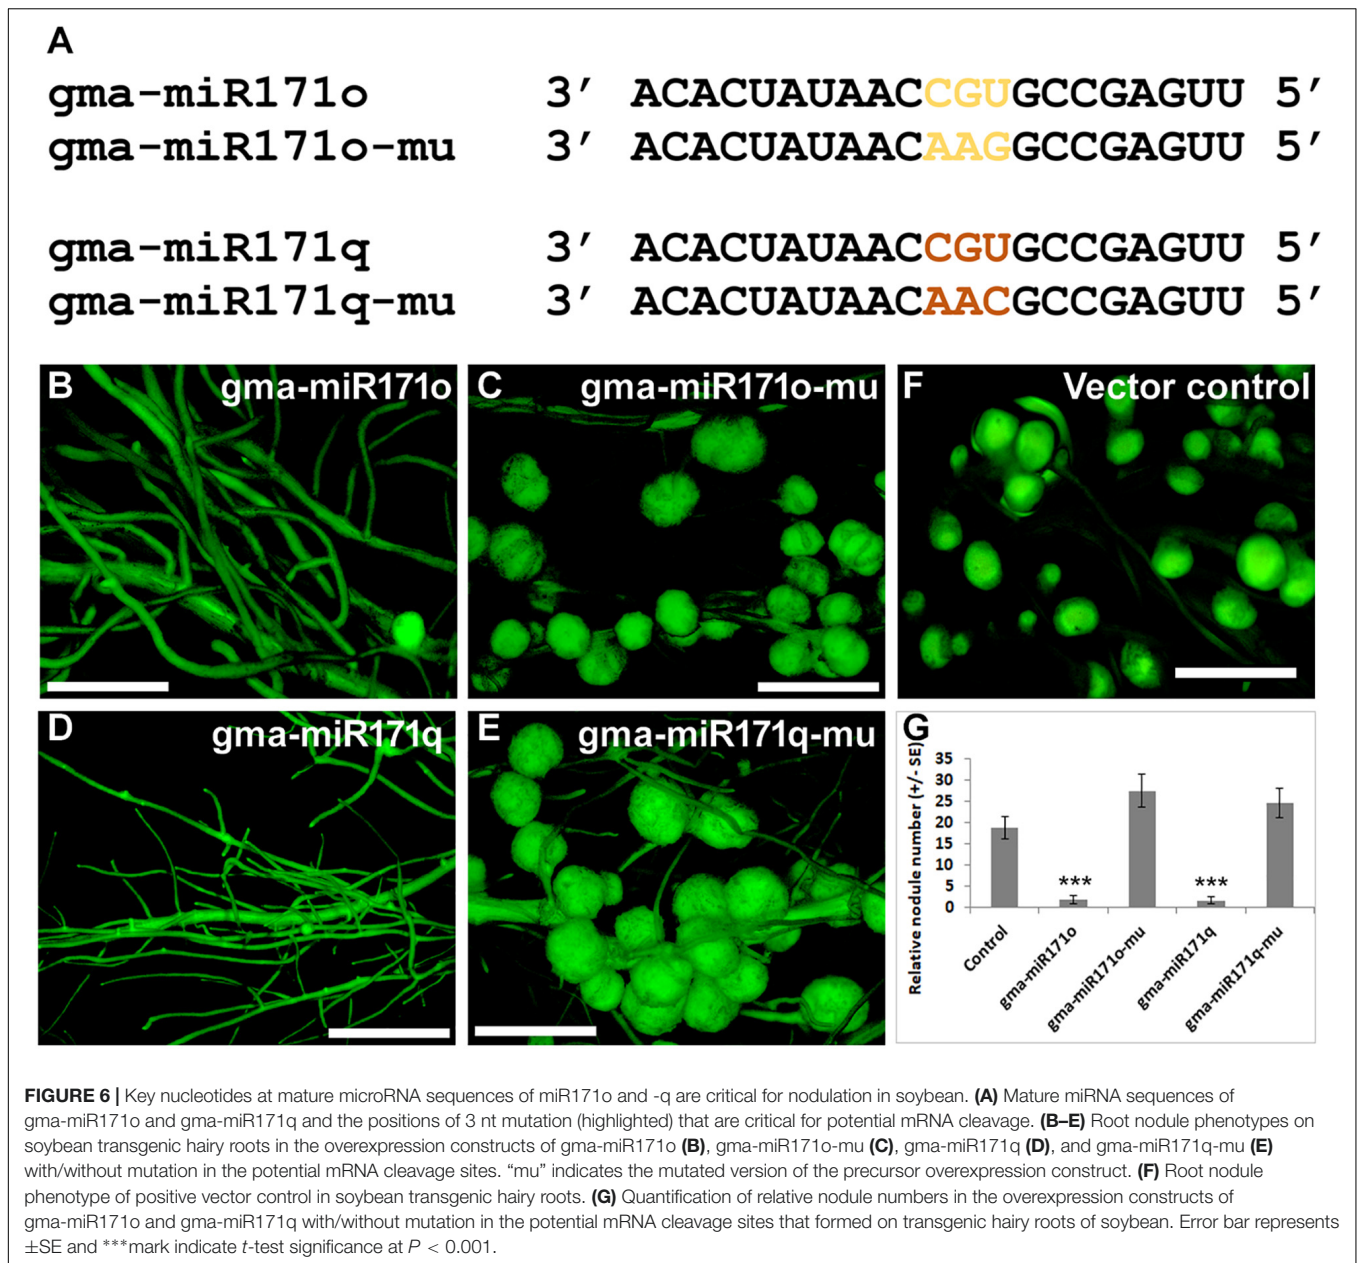 A
gma-miR171o 3′ ACACUAUAACCGUGCCGAGUU 5′
gma-miR171o-mu 3′ ACACUAUAACAAGGCCGAGUU 5′
gma-miR171q 3′ ACACUAUAACCGUGCCGAGUU 5′
gma-miR171q-mu 3′ ACACUAUAACAACGCCGAGUU 5′
B gma-miR171o
C gma-miR171o-mu
F Vector control
D gma-miR171q
E gma-miR171q-mu
G
Relative nodule number (+/- SE)
35
30
25
20
15
10
5
0
***
***
Control
gma-miR171o
gma-miR171o-mu
gma-miR171q
gma-miR171q-mu
FIGURE 6 | Key nucleotides at mature microRNA sequences of miR171o and -q are critical for nodulation in soybean. (A) Mature miRNA sequences of
gma-miR171o and gma-miR171q and the positions of 3 nt mutation (highlighted) that are critical for potential mRNA cleavage. (B–E) Root nodule phenotypes on
soybean transgenic hairy roots in the overexpression constructs of gma-miR171o (B), gma-miR171o-mu (C), gma-miR171q (D), and gma-miR171q-mu (E)
with/without mutation in the potential mRNA cleavage sites. “mu” indicates the mutated version of the precursor overexpression construct. (F) Root nodule
phenotype of positive vector control in soybean transgenic hairy roots. (G) Quantification of relative nodule numbers in the overexpression constructs of
gma-miR171o and gma-miR171q with/without mutation in the potential mRNA cleavage sites that formed on transgenic hairy roots of soybean. Error bar represents
±SE and ***mark indicate t-test significance at P < 0.001.